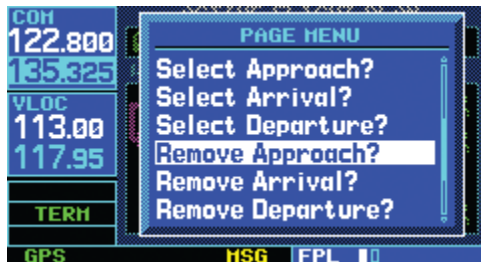 COM
122.800
135.325
VLOC
113.00
117.95
TERM
GPS
PAGE MENU
Select Approach?
Select Arrival?
Select Departure?
Remove Approach?
Remove Arrival?
Remove Departure?
MSG
FPL